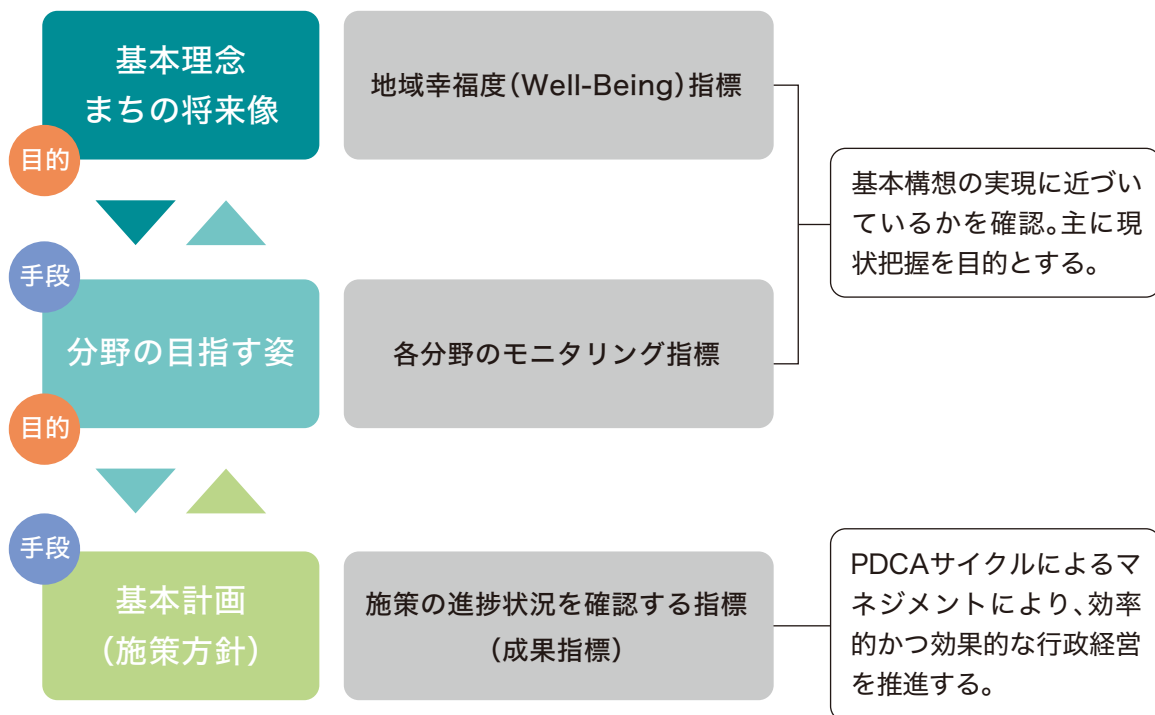 基本理念
まちの将来像
地域幸福度（Well-Being）指標
目的
基本構想の実現に近づい
ているかを確認。主に現
状把握を目的とする。
手段
分野の目指す姿
各分野のモニタリング指標
目的
手段
基本計画
（施策方針）
施策の進捗状況を確認する指標
（成果指標）
PDCAサイクルによるマ
ネジメントにより、効率
的かつ効果的な行政経営
を推進する。